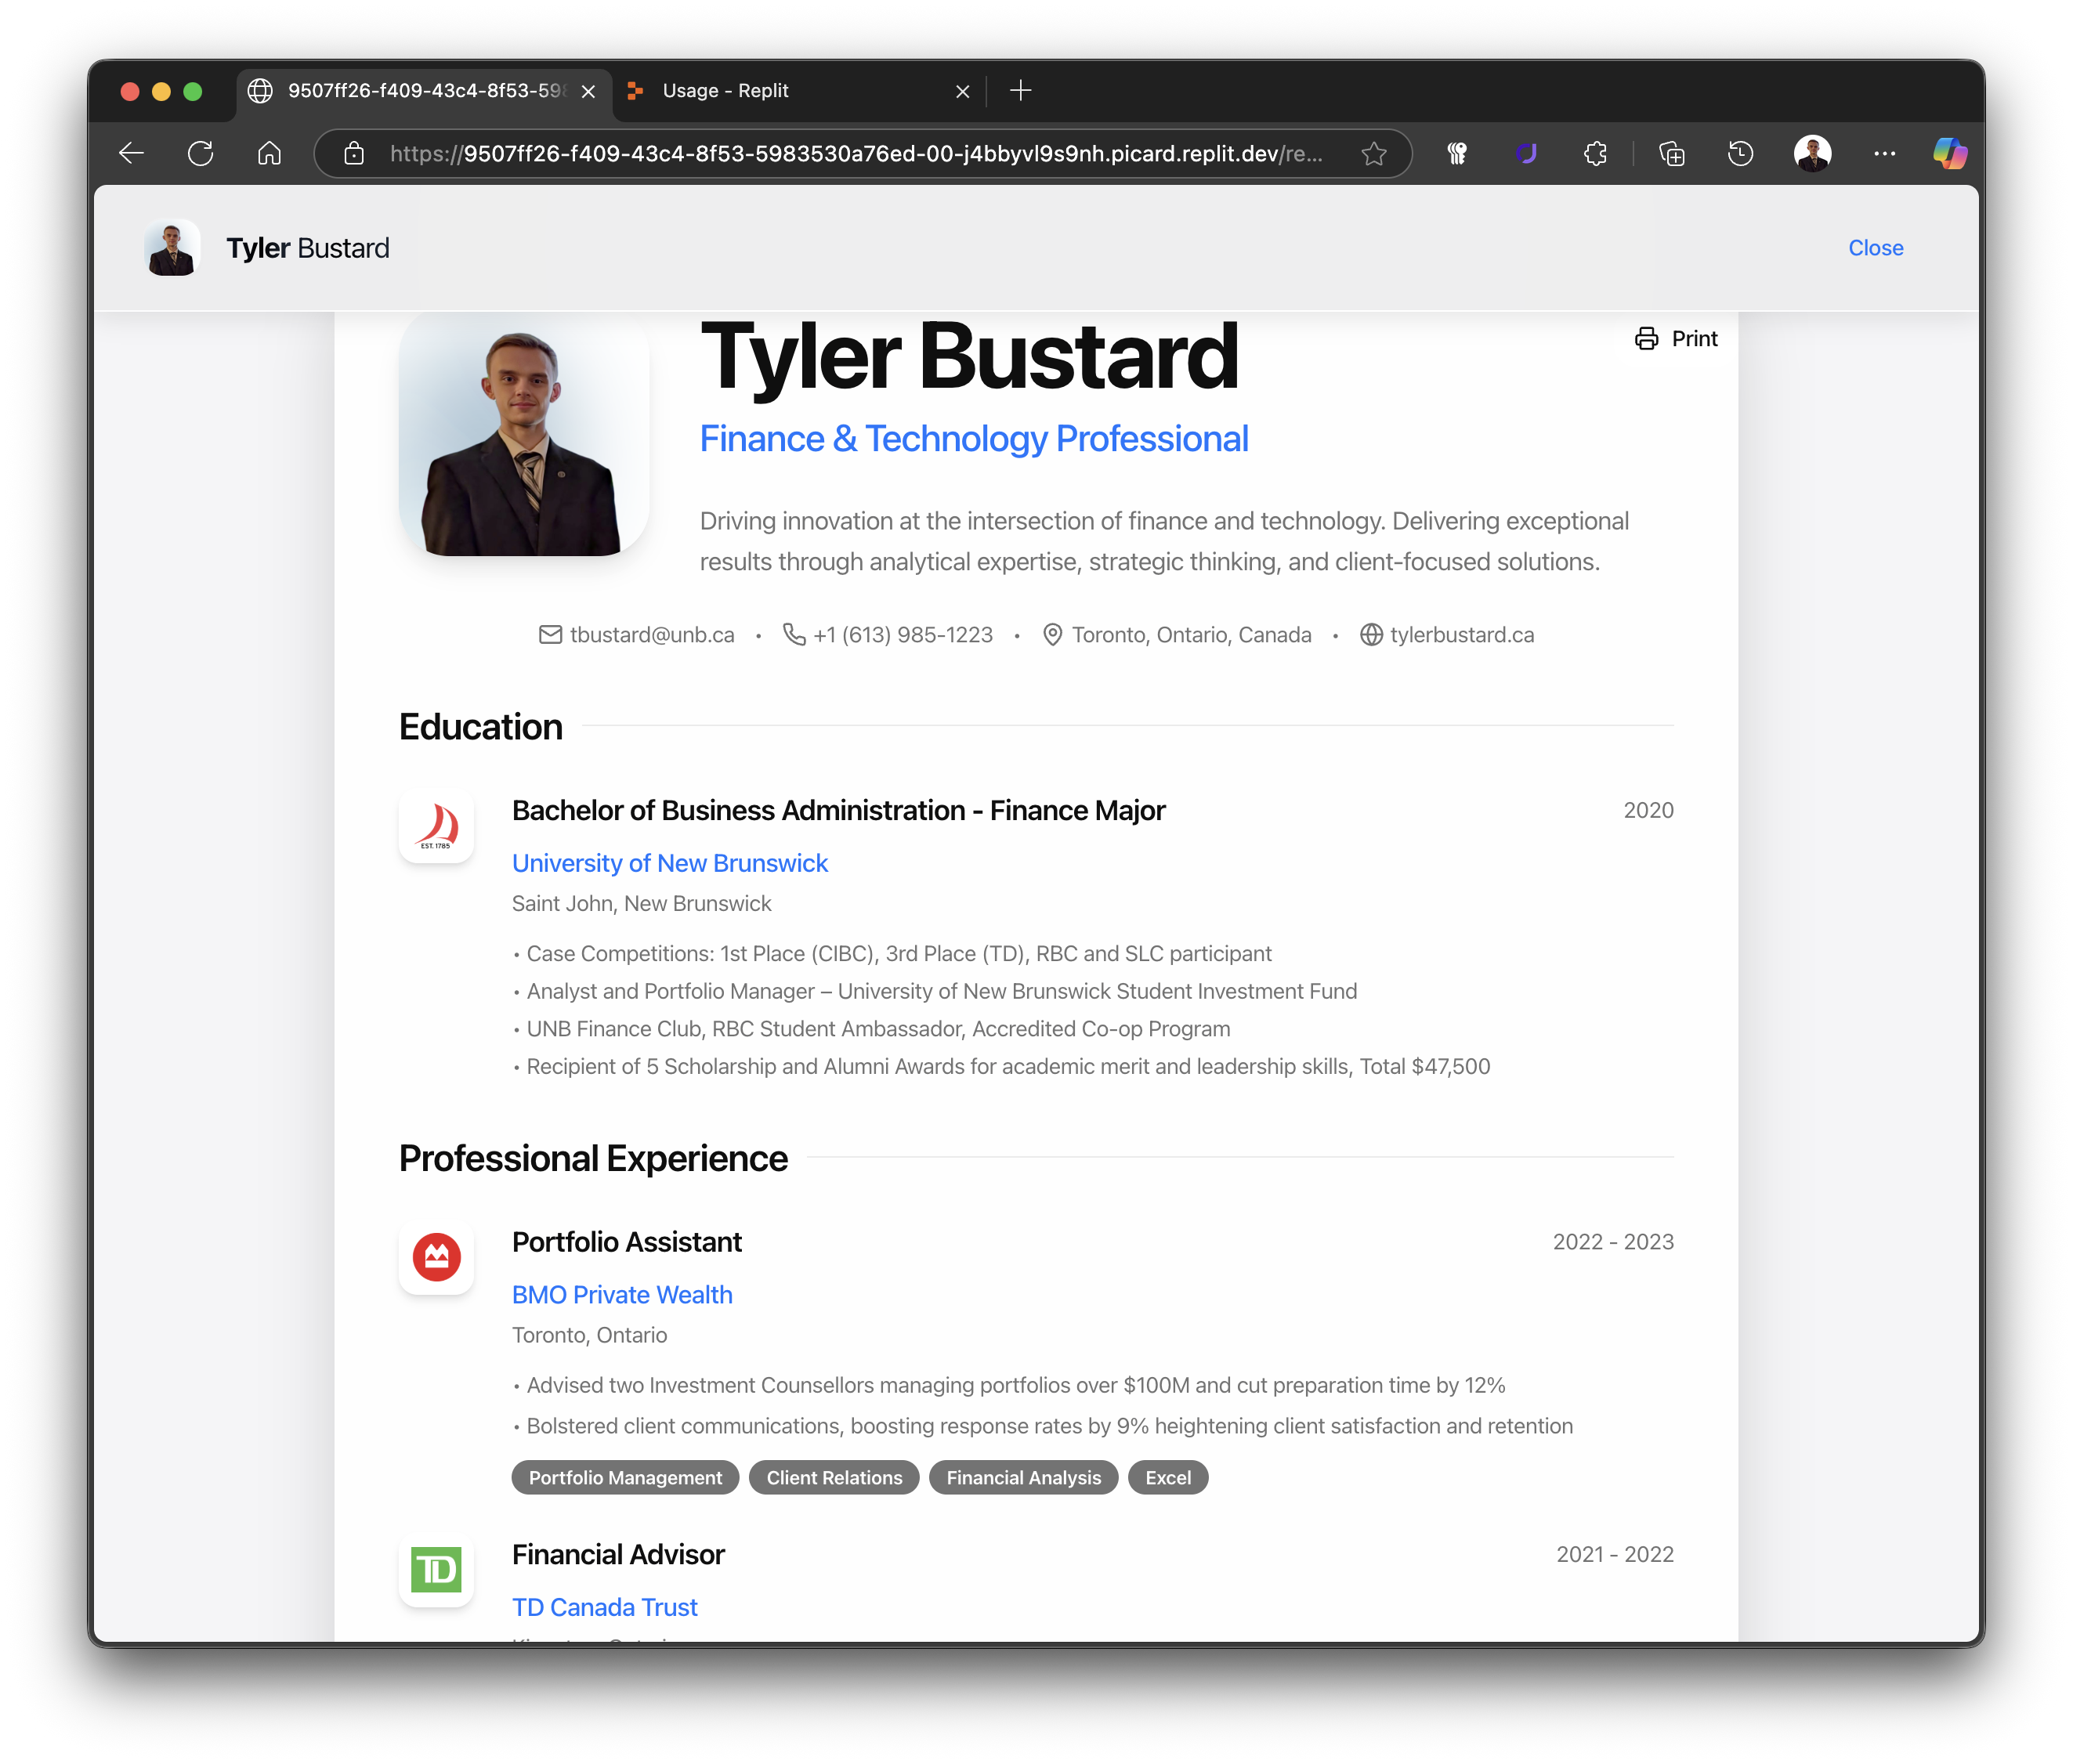 9507ff26-f409-43c4-8f53-598
Usage - Replit
https://9507ff26-f409-43c4-8f53-5983530a76ed-00-j4bbyvl9s9nh.picard.replit.dev/re...
Tyler Bustard
Close
Tyler Bustard
Print
Finance & Technology Professional
Driving innovation at the intersection of finance and technology. Delivering exceptional
results through analytical expertise, strategic thinking, and client-focused solutions.
tbustard@unb.ca • +1 (613) 985-1223 • Toronto, Ontario, Canada • tylerbustard.ca
Education
EST. 1785
Bachelor of Business Administration - Finance Major
2020
University of New Brunswick
Saint John, New Brunswick
• Case Competitions: 1st Place (CIBC), 3rd Place (TD), RBC and SLC participant
• Analyst and Portfolio Manager – University of New Brunswick Student Investment Fund
• UNB Finance Club, RBC Student Ambassador, Accredited Co-op Program
• Recipient of 5 Scholarship and Alumni Awards for academic merit and leadership skills, Total $47,500
Professional Experience
Portfolio Assistant
2022 - 2023
BMO Private Wealth
Toronto, Ontario
• Advised two Investment Counsellors managing portfolios over $100M and cut preparation time by 12%
• Bolstered client communications, boosting response rates by 9% heightening client satisfaction and retention
Portfolio Management
Client Relations
Financial Analysis
Excel
TD
Financial Advisor
2021 - 2022
TD Canada Trust